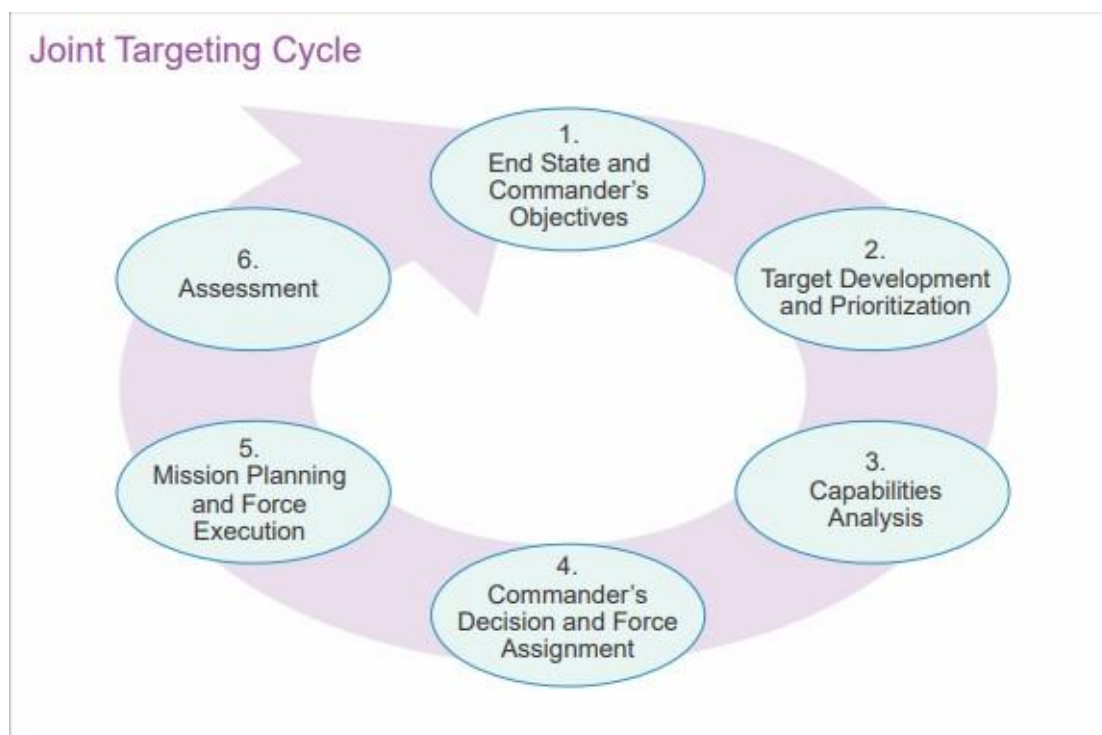 Joint Targeting Cycle
1.
End State and
Commander's
Objectives
2.
Target Development
and Prioritization
3.
Capabilities
Analysis
4.
Commander's
Decision and Force
Assignment
5.
Mission Planning
and Force
Execution
6.
Assessment